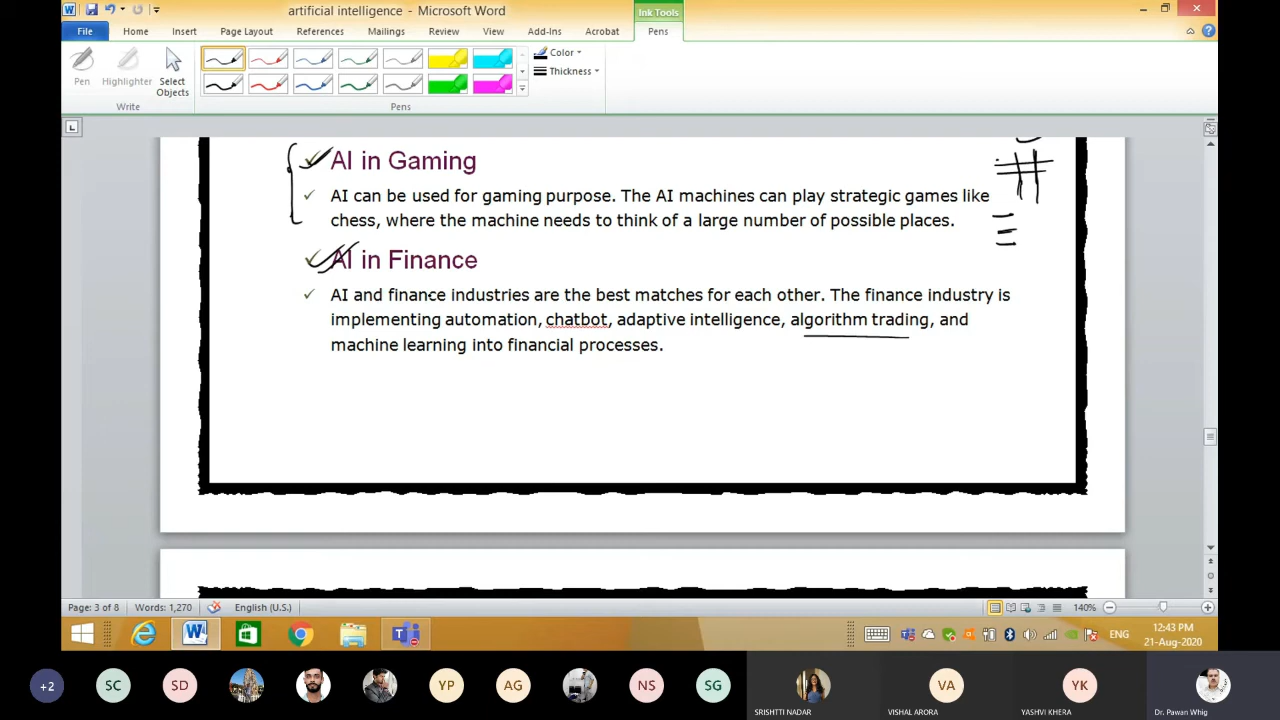 artificial intelligence - Microsoft Word
Ink Tools
File Home Insert Page Layout References Mailings Review View Add-Ins Acrobat Pens
Pen Highlighter Select Objects
Color
Thickness
Write
Pens
AI in Gaming
AI can be used for gaming purpose. The AI machines can play strategic games like
chess, where the machine needs to think of a large number of possible places.
AI in Finance
AI and finance industries are the best matches for each other. The finance industry is
implementing automation, chatbot, adaptive intelligence, algorithm trading, and
machine learning into financial processes.
Page: 3 of 8 Words: 1,270 English (U.S.) 140%
ENG
12:43 PM
21-Aug-2020
+2 SC SD YP AG NS SG VA YK
SRISHTTI NADAR VISHAL ARORA YASHVI KHERA Dr. Pawan Whig